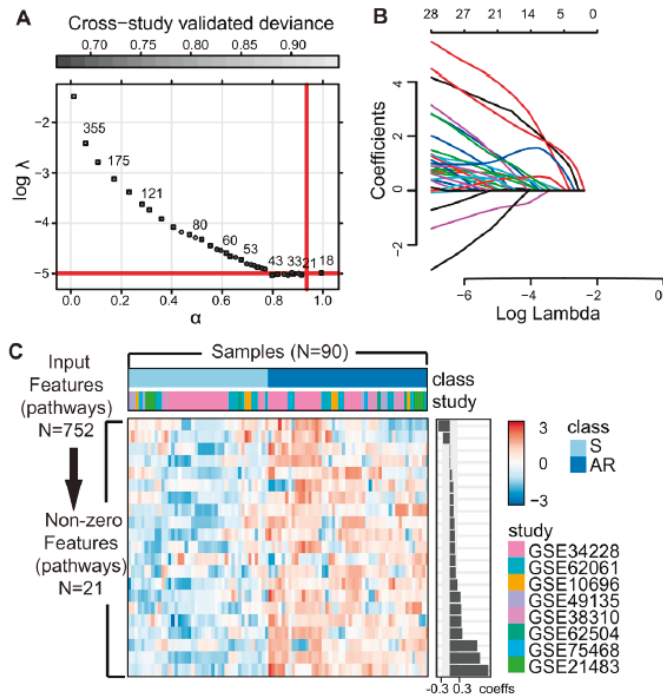 A
Cross-study validated deviance
0.70 0.75 0.80 0.85 0.90
355
175
121
80
60
53
43 33 21 18
-2
-3
-4
-5
log λ
0.0 0.2 0.4 0.6 0.8 1.0
α
B
28 27 21 14 2 0
4
2
0
-2
Coefficients
-6 -4 -2 0
Log Lambda
C
Input
Features
(pathways)
N=752
Non-zero
Features
(pathways)
N=21
Samples (N=90)
class
study
3
0
-3
class
S
AR
study
GSE34228
GSE62061
GSE10696
GSE49135
GSE38310
GSE62504
GSE75468
GSE21483
-0.3 0.3 coeffs